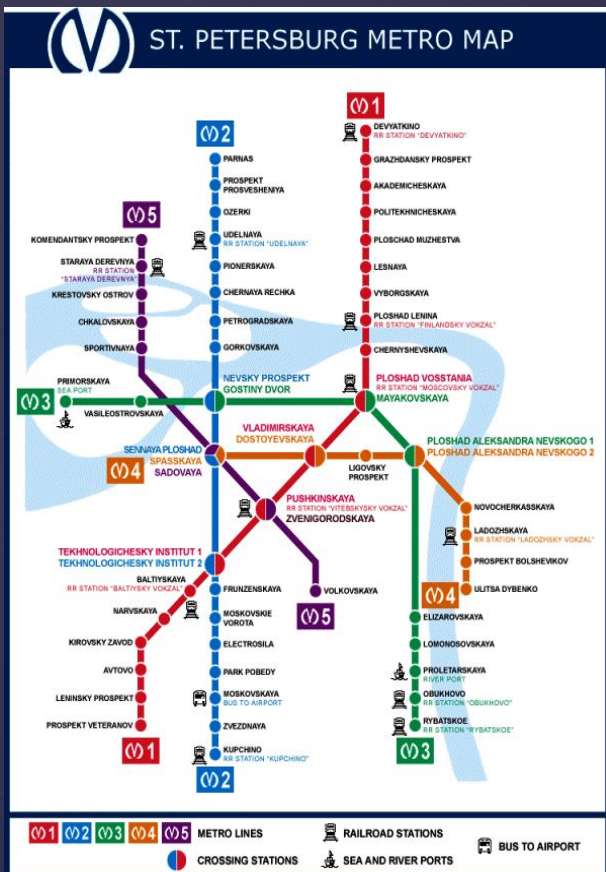 ST. PETERSBURG METRO MAP
1
DEVYATKINO
RR STATION "DEVYATKINO"
GRAZHDANSKY PROSPEKT
AKADEMICHESKAYA
POLITEKHNICHESKAYA
PLOSCHAD MUZHESTVA
LESNAYA
VYBORGSKAYA
PLOSHAD LENINA
RR STATION "FINLANDSKY VOKZAL"
CHERNYSHEVSKAYA
PLOSHAD VOSSTANIA
RR STATION "MOSCOVSKY VOKZAL"
MAYAKOVSKAYA
2
PARNAS
PROSPEKT
PROSVESHENIYA
OZERKI
UDELNAYA
RR STATION "UDELNAYA"
PIONERSKAYA
CHERNAYA RECHKA
PETROGRADSKAYA
GORKOVSKAYA
NEVSKY PROSPEKT
GOSTINY DVOR
5
KOMENDANTSKY PROSPEKT
STARAYA DEREVNYA
RR STATION
"STARAYA DEREVNYA"
KRESTOVSKY OSTROV
CHKALOVSKAYA
SPORTIVNAYA
3
PRIMORSKAYA
SEA PORT
VASILEOSTROVSKAYA
SENNAYA PLOSHAD
SPASSKAYA
SADOVAYA
4
VLADIMIRSKAYA
DOSTOYEVSKAYA
LIGOVSKY
PROSPEKT
PLOSHAD ALEKSANDRA NEVSKOGO 1
PLOSHAD ALEKSANDRA NEVSKOGO 2
NOVOCHERKASSKAYA
LADOZHSKAYA
RR STATION "LADOZHSKY VOKZAL"
PROSPEKT BOLSHEVIKOV
ULITSA DYBENKO
4
PUSHKINSKAYA
RR STATION "VITEBSKYSKY VOKZAL"
ZVENIGORODSKAYA
VOLKOVSKAYA
5
TEKHNOLOGICHESKY INSTITUT 1
TEKHNOLOGICHESKY INSTITUT 2
BALTIYSKAYA
RR STATION "BALTIYSKY VOKZAL"
NARVSKAYA
KIROVSKY ZAVOD
AVTOVO
LENINSKY PROSPEKT
PROSPEKT VETERANOV
1
FRUNZENSKAYA
MOSKOVSKIE
VOROTA
ELECTROSILA
PARK POBEDY
MOSKOVSKAYA
BUS TO AIRPORT
ZVEZDNAYA
KUPCHINO
RR STATION "KUPCHINO"
2
ELIZAROVSKAYA
LOMONOSOVSKAYA
PROLETARSKAYA
RIVER PORT
OBUKHOVO
RR STATION "OBUKHOVO"
RYBATSKOE
RR STATION "RYBATSKOE"
3
1 2 3 4 5 METRO LINES
CROSSING STATIONS
RAILROAD STATIONS
SEA AND RIVER PORTS
BUS TO AIRPORT